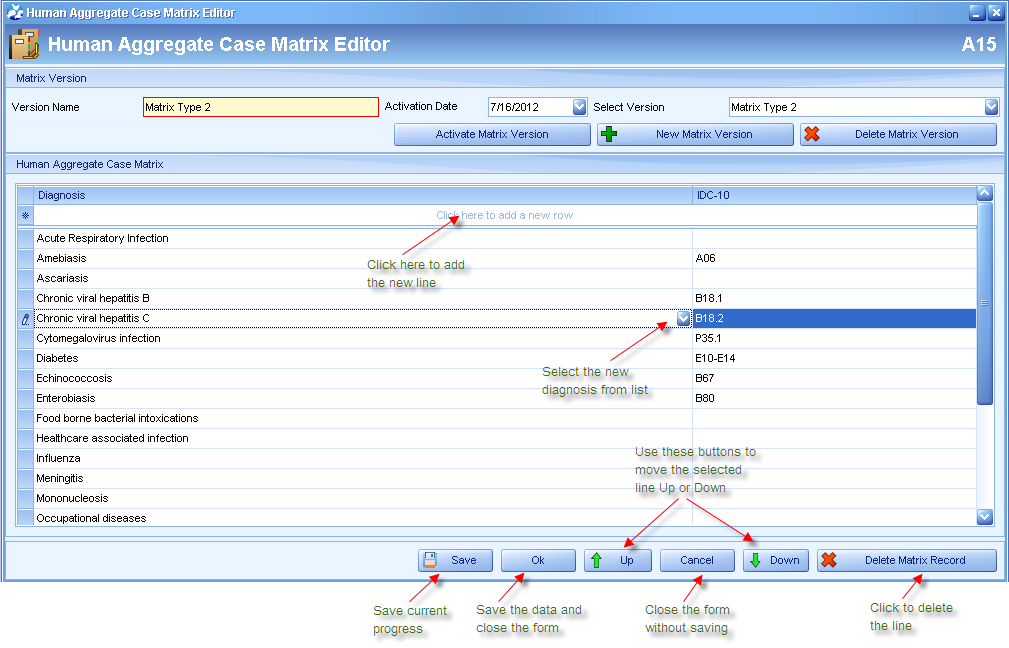 Human Aggregate Case Matrix Editor
Human Aggregate Case Matrix Editor A15
Matrix Version
Version Name Matrix Type 2 Activation Date 7/16/2012 Select Version Matrix Type 2
Activate Matrix Version New Matrix Version Delete Matrix Version
Human Aggregate Case Matrix
Diagnosis IDC-10
Click here to add a new row
Acute Respiratory Infection
Amebiasis A06
Click here to add
the new line
Ascariasis
Chronic viral hepatitis B B18.1
Chronic viral hepatitis C B18.2
Cytomegalovirus infection P35.1
Diabetes E10-E14
Select the new
diagnosis from list
Echinococcosis B67
Enterobiasis B80
Food borne bacterial intoxications
Healthcare associated infection
Influenza
Meningitis
Mononucleosis
Occupational diseases
Use these buttons to
move the selected
line Up or Down
Save Ok Up Cancel Down Delete Matrix Record
Save current
progress
Save the data and
close the form
Close the form
without saving
Click to delete
the line